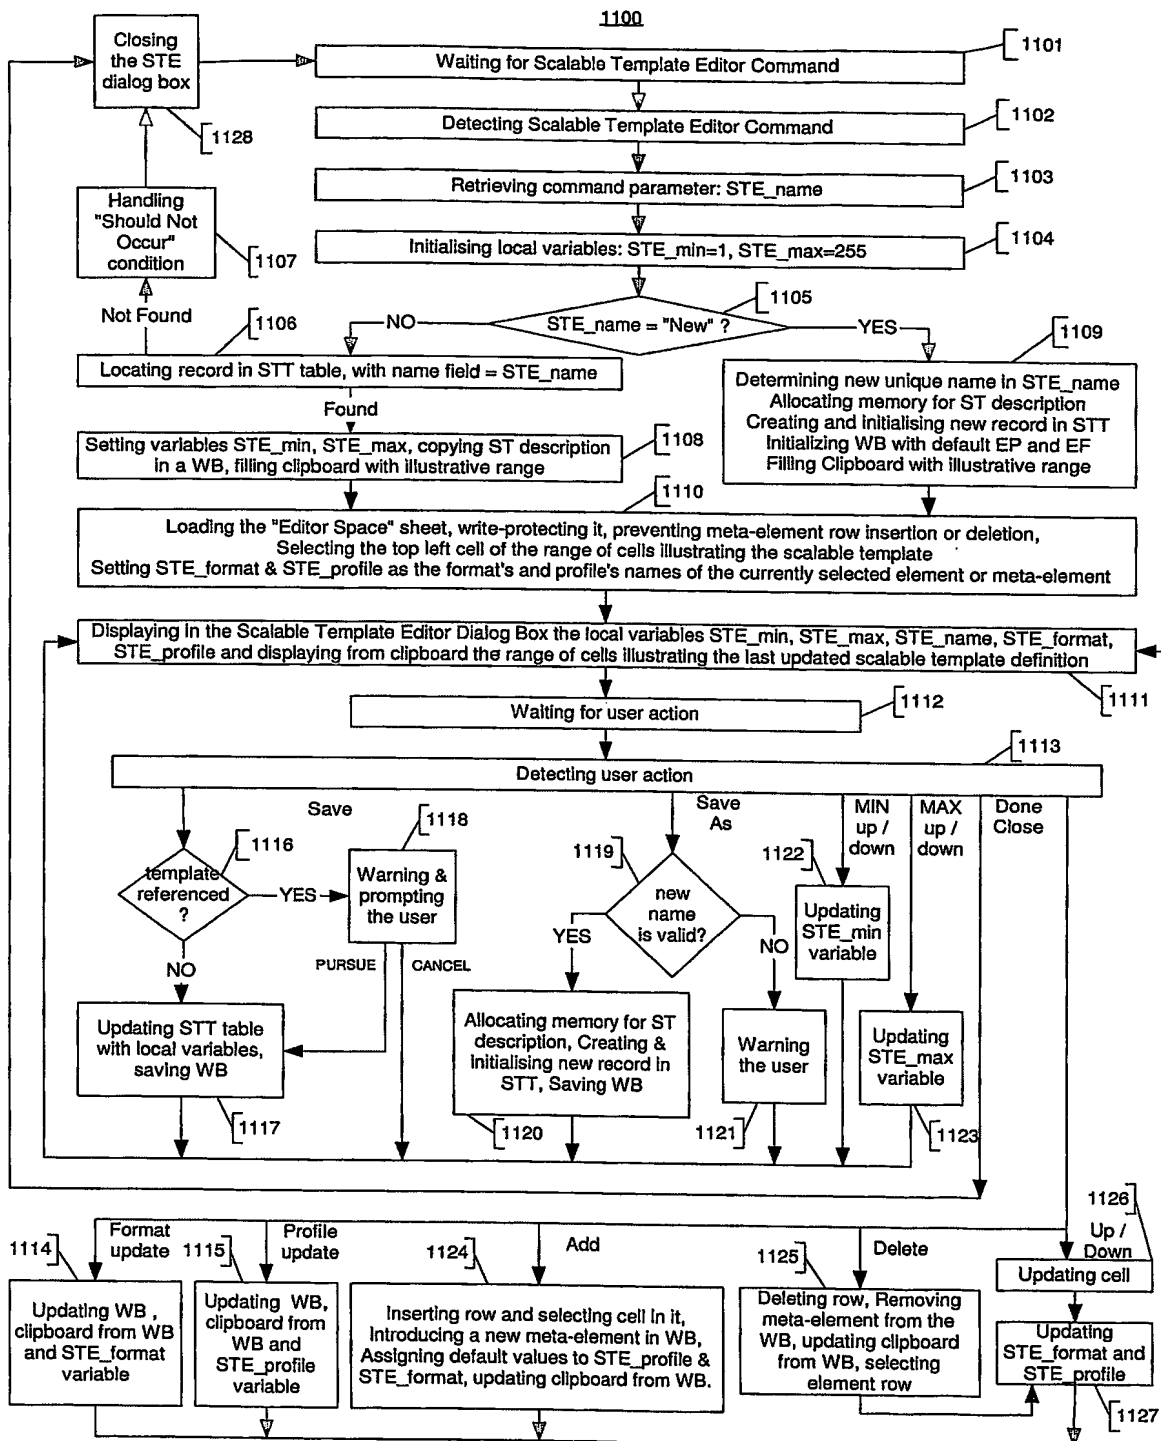 1100
Closing
the STE
dialog box
1128
Waiting for Scalable Template Editor Command
1101
Detecting Scalable Template Editor Command
1102
Retrieving command parameter: STE_name
1103
Handling
"Should Not
Occur"
condition
1107
Initialising local variables: STE_min=1, STE_max=255
1104
Not Found
1106
NO
STE_name = "New" ?
1105
YES
1109
Locating record in STT table, with name field = STE_name
Found
Determining new unique name in STE_name
Allocating memory for ST description
Creating and initialising new record in STT
Initializing WB with default EP and EF
Filling Clipboard with illustrative range
Setting variables STE_min, STE_max, copying ST description
in a WB, filling clipboard with illustrative range
1108
1110
Loading the "Editor Space" sheet, write-protecting it, preventing meta-element row insertion or deletion,
Selecting the top left cell of the range of cells illustrating the scalable template
Setting STE_format & STE_profile as the format's and profile's names of the currently selected element or meta-element
Displaying in the Scalable Template Editor Dialog Box the local variables STE_min, STE_max, STE_name, STE_format,
STE_profile and displaying from clipboard the range of cells illustrating the last updated scalable template definition
1111
Waiting for user action
1112
Detecting user action
1113
Save
Save
As
MIN
up /
down
MAX
up /
down
Done
Close
template
referenced
?
1116
YES
Warning &
prompting
the user
1118
1119
new
name
is valid?
1122
Updating
STE_min
variable
NO
PURSUE
CANCEL
YES
NO
Updating STT table
with local variables,
saving WB
1117
Allocating memory for ST
description, Creating &
initialising new record in
STT, Saving WB
1120
Warning
the user
1121
Updating
STE_max
variable
1123
1114
Format
update
1115
Profile
update
1124
Add
1125
Delete
1126
Up /
Down
Updating WB ,
clipboard from WB
and STE_format
variable
Updating WB,
clipboard from
WB and
STE_profile
variable
Inserting row and selecting cell in it,
Introducing a new meta-element in WB,
Assigning default values to STE_profile &
STE_format, updating clipboard from WB.
Deleting row, Removing
meta-element from the
WB, updating clipboard
from WB, selecting
element row
Updating cell
Updating
STE_format and
STE_profile
1127